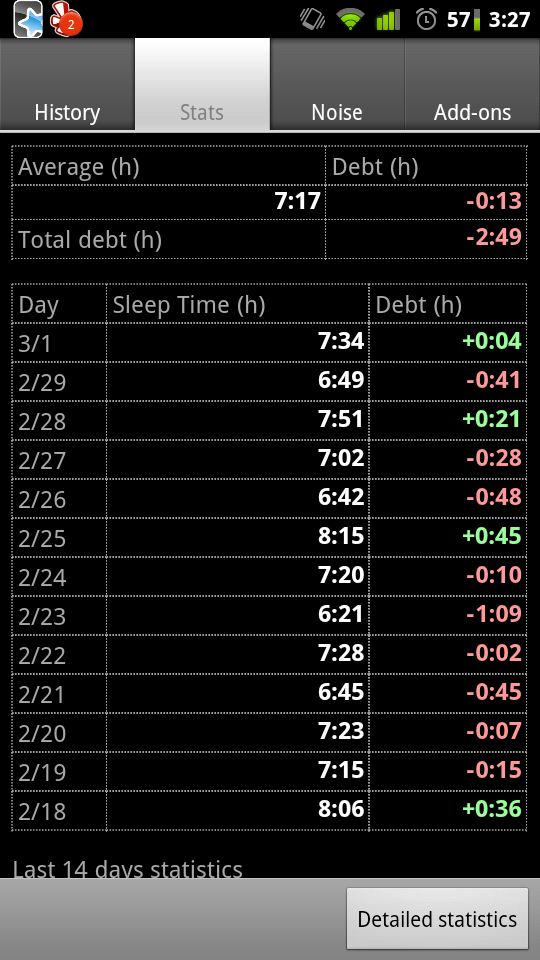 2 57 3:27
History Stats Noise Add-ons
Average (h) Debt (h)
7:17 -0:13
Total debt (h) -2:49
Day Sleep Time (h) Debt (h)
3/1 7:34 +0:04
2/29 6:49 -0:41
2/28 7:51 +0:21
2/27 7:02 -0:28
2/26 6:42 -0:48
2/25 8:15 +0:45
2/24 7:20 -0:10
2/23 6:21 -1:09
2/22 7:28 -0:02
2/21 6:45 -0:45
2/20 7:23 -0:07
2/19 7:15 -0:15
2/18 8:06 +0:36
Last 14 days statistics
Detailed statistics